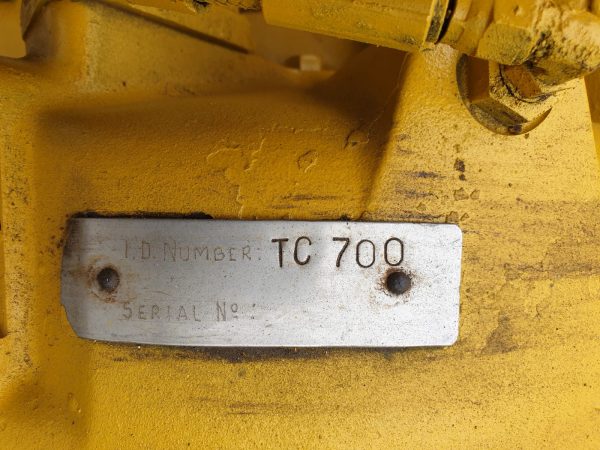 I.D. NUMBER: TC 700
SERIAL Nº: